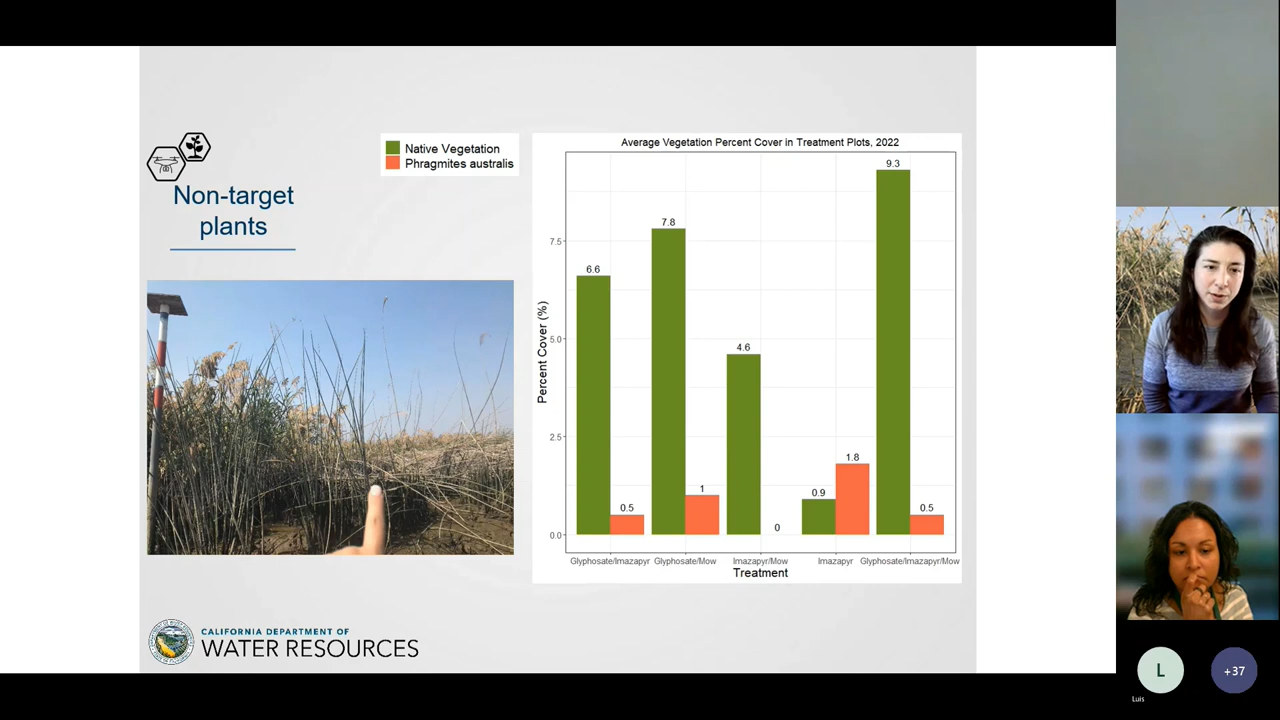 Non-target
plants
Native Vegetation
Phragmites australis
Average Vegetation Percent Cover in Treatment Plots, 2022
Percent Cover (%)
7.5
5.0
2.5
0.0
6.6
0.5
7.8
1
4.6
0
0.9
1.8
9.3
0.5
Glyphosate/Imazapyr
Glyphosate/Mow
Imazapyr/Mow
Imazapyr
Glyphosate/Imazapyr/Mow
Treatment
CALIFORNIA DEPARTMENT OF
WATER RESOURCES
L
Luis
+37